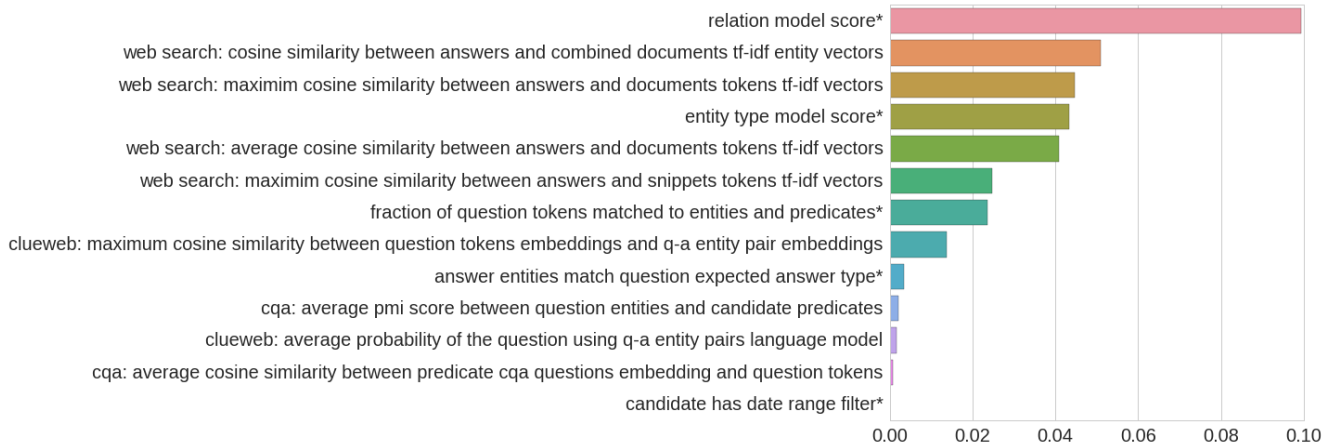 relation model score*
web search: cosine similarity between answers and combined documents tf-idf entity vectors
web search: maximim cosine similarity between answers and documents tokens tf-idf vectors
entity type model score*
web search: average cosine similarity between answers and documents tokens tf-idf vectors
web search: maximim cosine similarity between answers and snippets tokens tf-idf vectors
fraction of question tokens matched to entities and predicates*
clueweb: maximum cosine similarity between question tokens embeddings and q-a entity pair embeddings
answer entities match question expected answer type*
cqa: average pmi score between question entities and candidate predicates
clueweb: average probability of the question using q-a entity pairs language model
cqa: average cosine similarity between predicate cqa questions embedding and question tokens
candidate has date range filter*
0.00 0.02 0.04 0.06 0.08 0.10